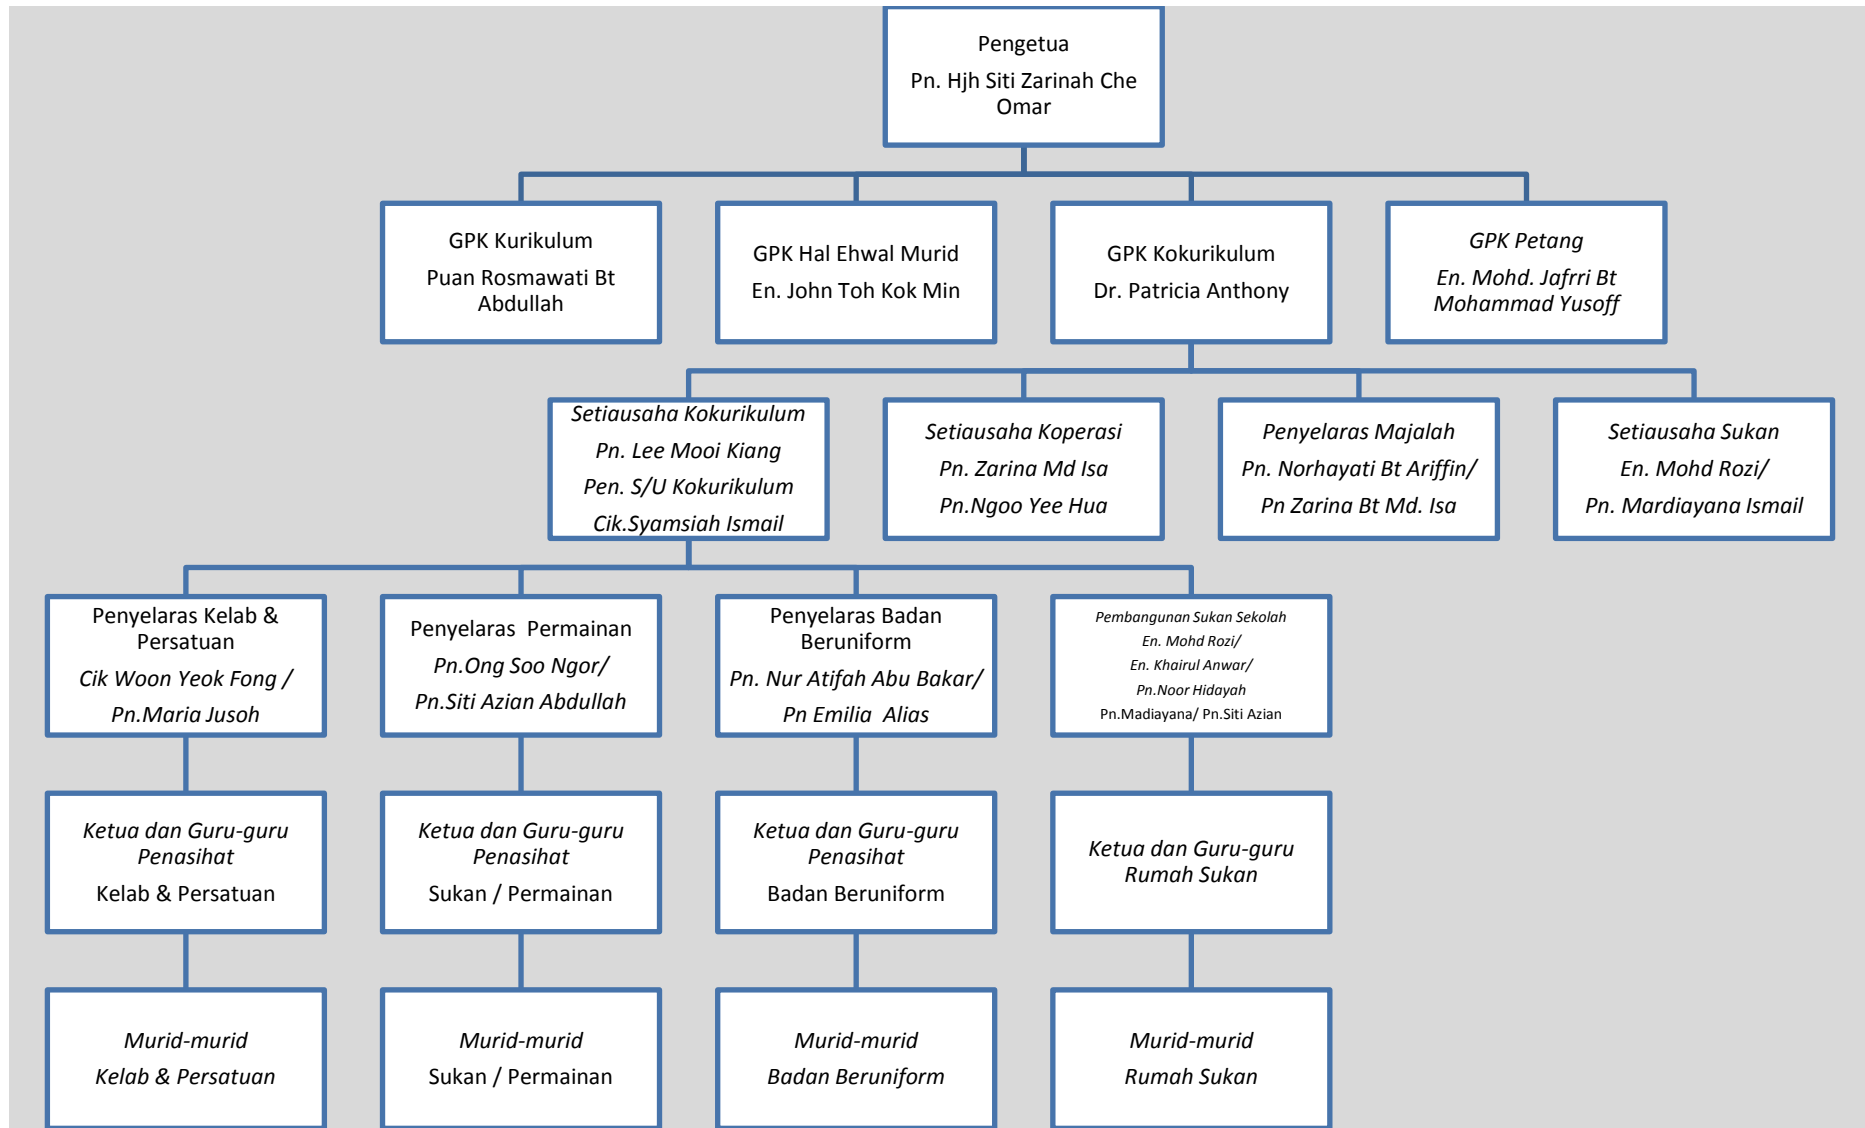 Pengetua
Pn. Hjh Siti Zarinah Che
Omar
GPK Kurikulum
Puan Rosmawati Bt
Abdullah
GPK Hal Ehwal Murid
En. John Toh Kok Min
GPK Kokurikulum
Dr. Patricia Anthony
GPK Petang
En. Mohd. Jafrri Bt
Mohammad Yusoff
Setiausaha Kokurikulum
Pn. Lee Mooi Kiang
Pen. S/U Kokurikulum
Cik.Syamsiah Ismail
Setiausaha Koperasi
Pn. Zarina Md Isa
Pn.Ngoo Yee Hua
Penyelaras Majalah
Pn. Norhayati Bt Ariffin/
Pn Zarina Bt Md. Isa
Setiausaha Sukan
En. Mohd Rozi/
Pn. Mardiayana Ismail
Penyelaras Kelab &
Persatuan
Cik Woon Yeok Fong /
Pn.Maria Jusoh
Penyelaras  Permainan
Pn.Ong Soo Ngor/
Pn.Siti Azian Abdullah
Penyelaras Badan
Beruniform
Pn. Nur Atifah Abu Bakar/
Pn Emilia  Alias
Pembangunan Sukan Sekolah
En. Mohd Rozi/
En. Khairul Anwar/
Pn.Noor Hidayah
Pn.Madiayana/ Pn.Siti Azian
Ketua dan Guru-guru
Penasihat
Kelab & Persatuan
Ketua dan Guru-guru
Penasihat
Sukan / Permainan
Ketua dan Guru-guru
Penasihat
Badan Beruniform
Ketua dan Guru-guru
Rumah Sukan
Murid-murid
Kelab & Persatuan
Murid-murid
Sukan / Permainan
Murid-murid
Badan Beruniform
Murid-murid
Rumah Sukan